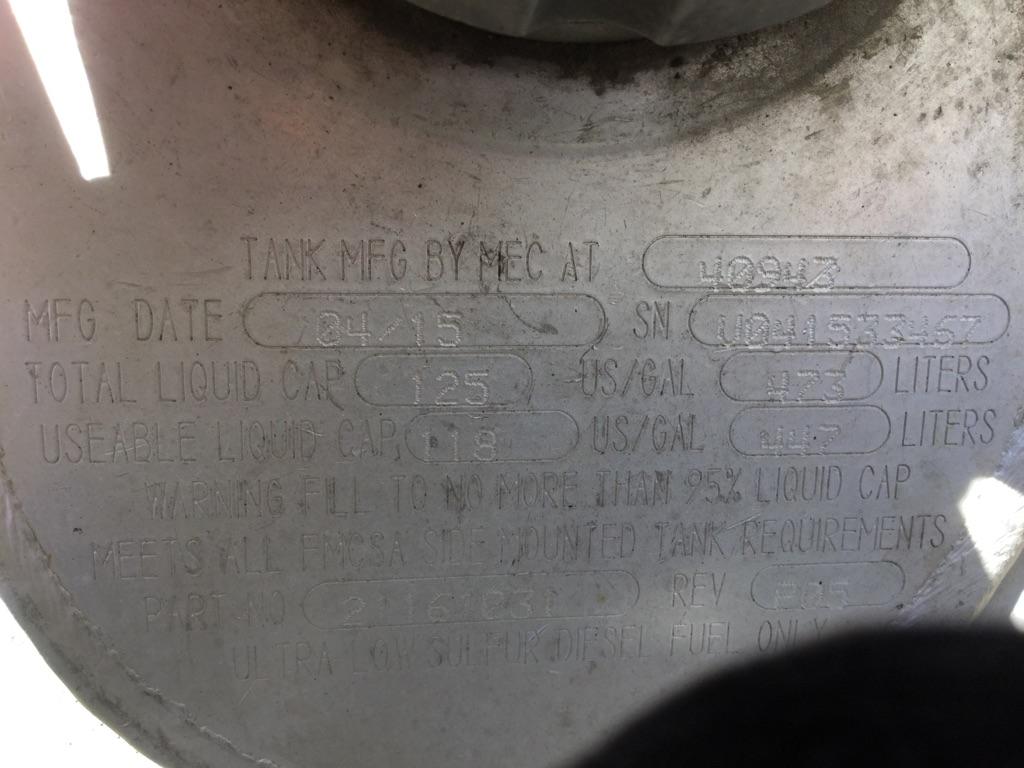 TANK MFG BY MEC AT 40947
MFG DATE 04/15 SN U041533467
TOTAL LIQUID CAP. 125 US/GAL 473 LITERS
USEABLE LIQUID CAP. 118 US/GAL 447 LITERS
WARNING FILL TO NO MORE THAN 95% LIQUID CAP
MEETS ALL FMCSA SIDE MOUNTED TANK REQUIREMENTS
PART NO REV
ULTRA LOW SULFUR DIESEL FUEL ONLY